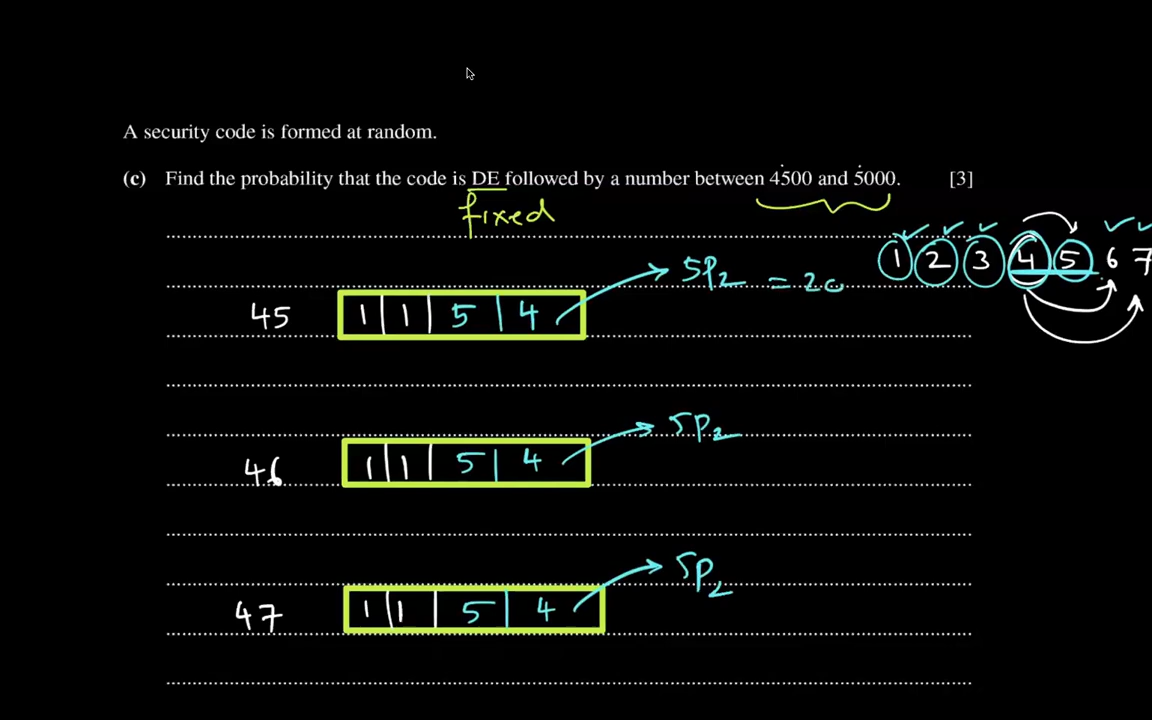 A security code is formed at random.
(c) Find the probability that the code is DE followed by a number between 4500 and 5000. [3]
fixed
1 2 3 4 5 6 7
5P2 = 20
45 1 1 5 4
5P2
46 1 1 5 4
5P2
47 1 1 5 4